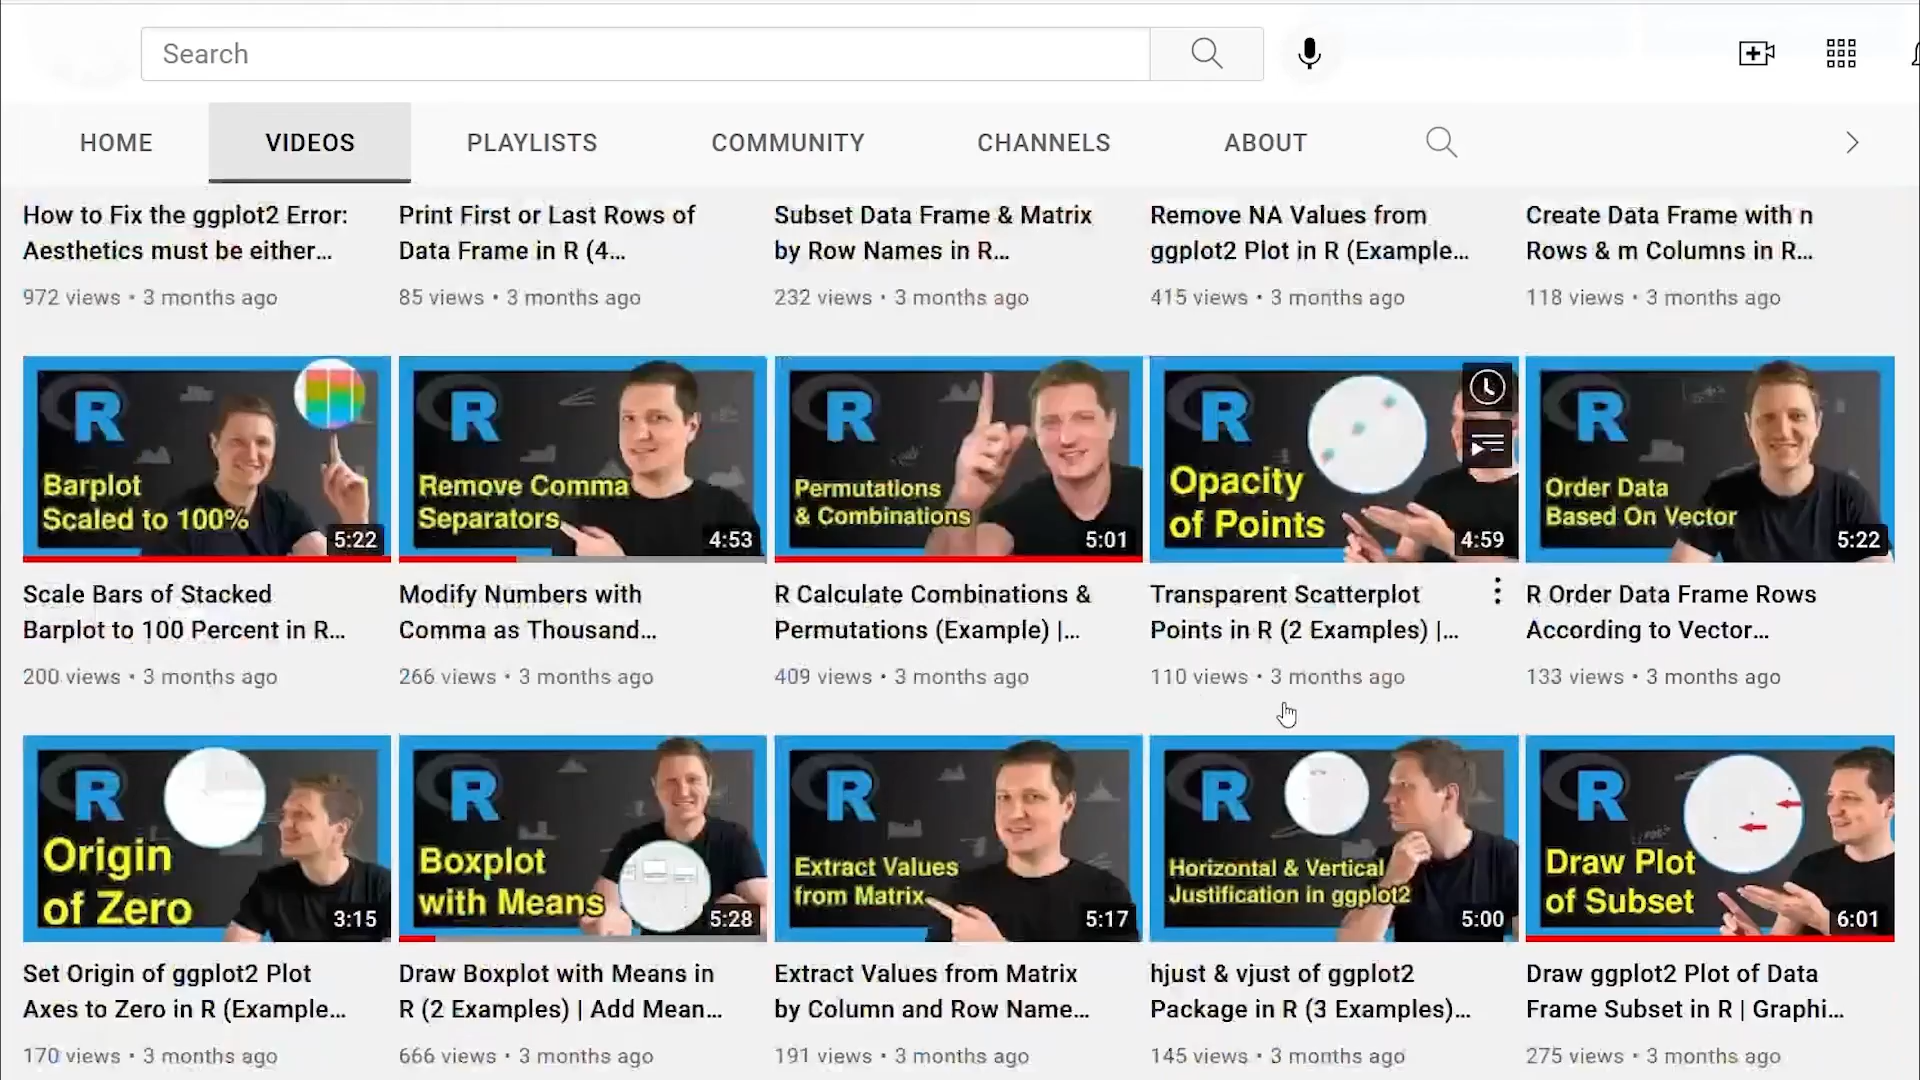 Search
HOME
VIDEOS
PLAYLISTS
COMMUNITY
CHANNELS
ABOUT
How to Fix the ggplot2 Error:
Aesthetics must be either...
972 views • 3 months ago
Print First or Last Rows of
Data Frame in R (4...
85 views • 3 months ago
Subset Data Frame & Matrix
by Row Names in R...
232 views • 3 months ago
Remove NA Values from
ggplot2 Plot in R (Example...
415 views • 3 months ago
Create Data Frame with n
Rows & m Columns in R...
118 views • 3 months ago
R
Barplot
Scaled to 100%
5:22
Scale Bars of Stacked
Barplot to 100 Percent in R...
200 views • 3 months ago
R
Remove Comma
Separators
4:53
Modify Numbers with
Comma as Thousand...
266 views • 3 months ago
R
Permutations
& Combinations
5:01
R Calculate Combinations &
Permutations (Example) |...
409 views • 3 months ago
R
Opacity
of Points
4:59
Transparent Scatterplot
Points in R (2 Examples) |...
110 views • 3 months ago
R
Order Data
Based On Vector
5:22
R Order Data Frame Rows
According to Vector...
133 views • 3 months ago
R
Origin
of Zero
3:15
Set Origin of ggplot2 Plot
Axes to Zero in R (Example...
170 views • 3 months ago
R
Boxplot
with Means
5:28
Draw Boxplot with Means in
R (2 Examples) | Add Mean...
666 views • 3 months ago
R
Extract Values
from Matrix
5:17
Extract Values from Matrix
by Column and Row Name...
191 views • 3 months ago
R
Horizontal & Vertical
Justification in ggplot2
5:00
hjust & vjust of ggplot2
Package in R (3 Examples)...
145 views • 3 months ago
R
Draw Plot
of Subset
6:01
Draw ggplot2 Plot of Data
Frame Subset in R | Graphi...
275 views • 3 months ago